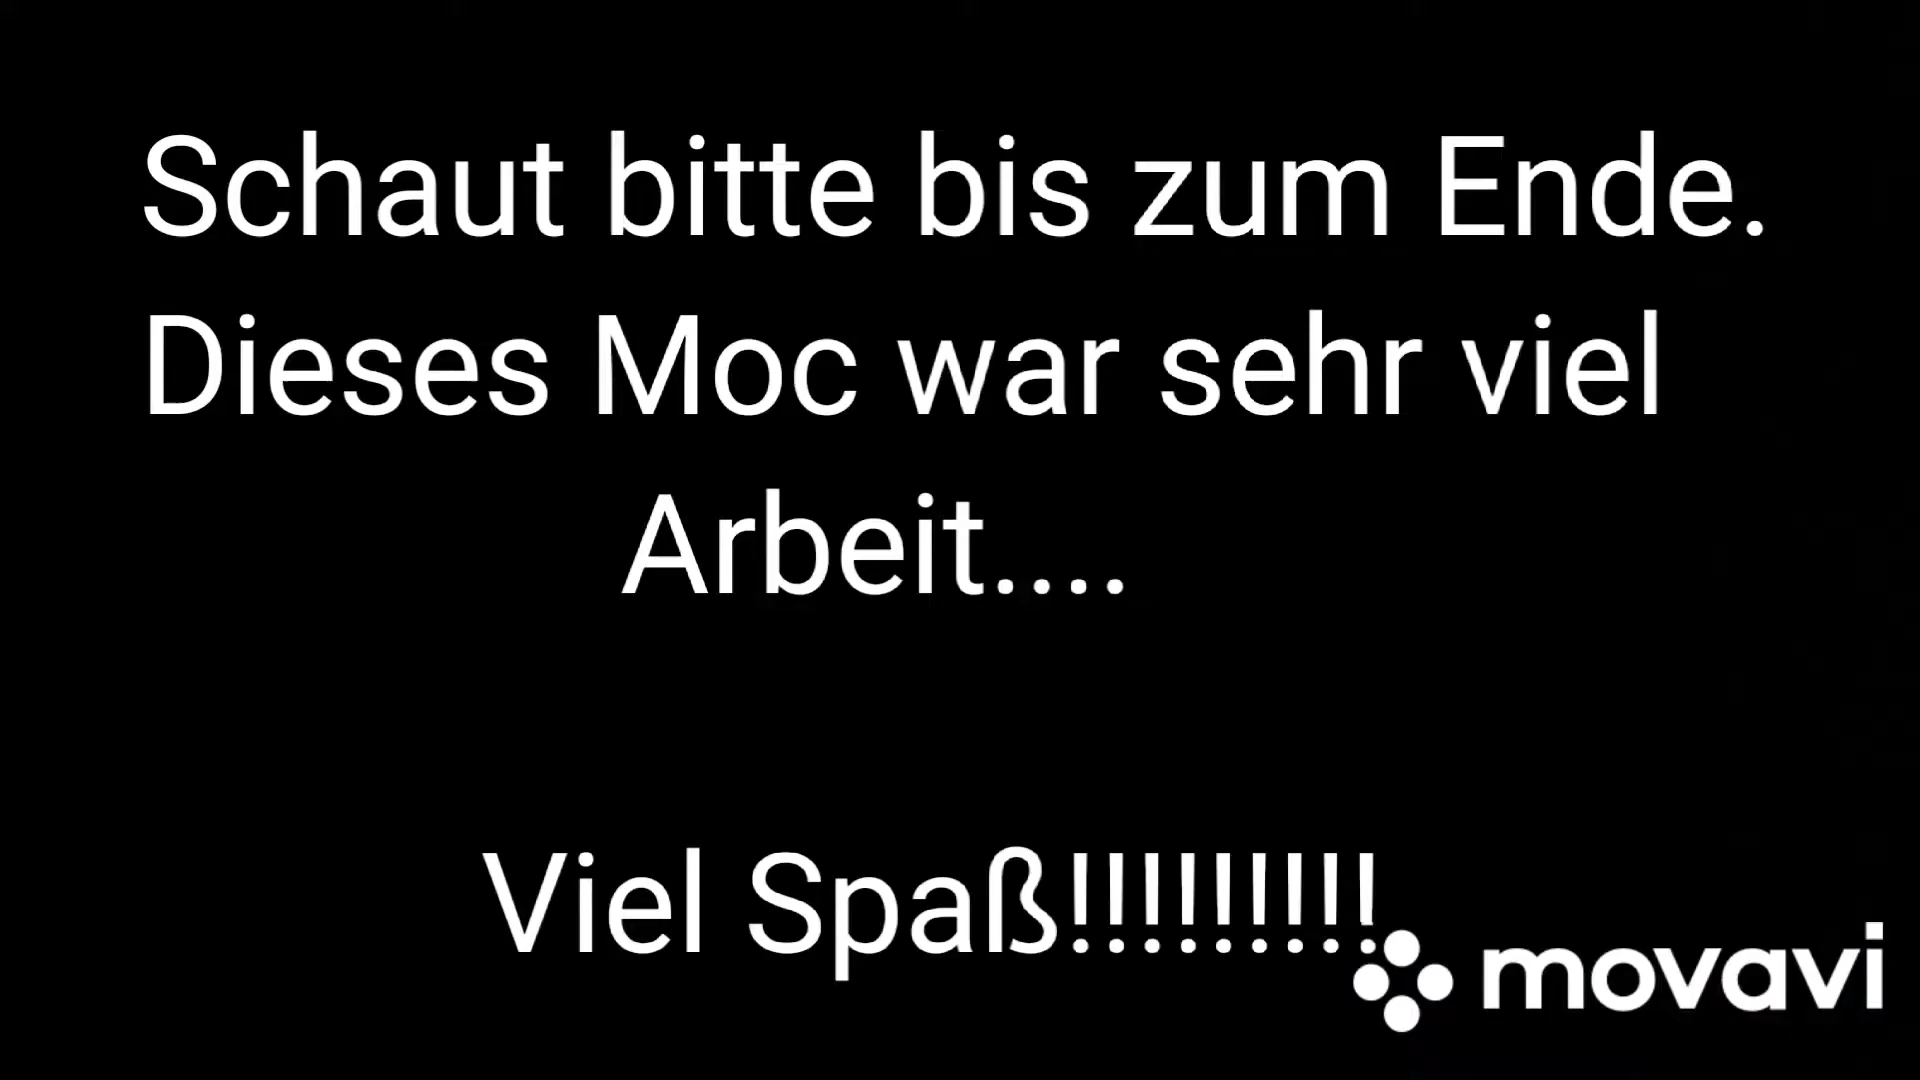 Schaut bitte bis zum Ende.
Dieses Moc war sehr viel
Arbeit....
Viel Spaß!!!!!!!!!
movavi